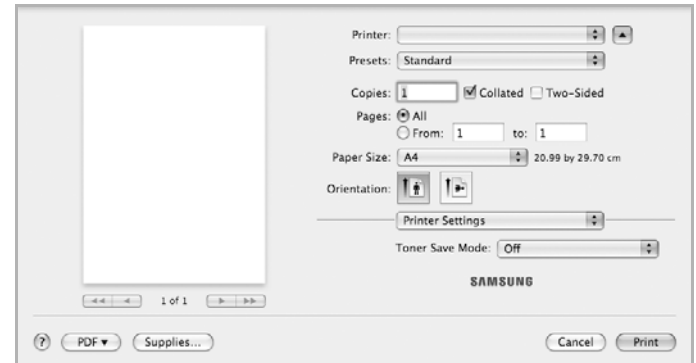 Printer:
Presets: Standard
Copies: 1 Collated Two-Sided
Pages: All
From: 1 to: 1
Paper Size: A4 20.99 by 29.70 cm
Orientation:
Printer Settings
Toner Save Mode: Off
SAMSUNG
1 of 1
? PDF ▼ Supplies... Cancel Print